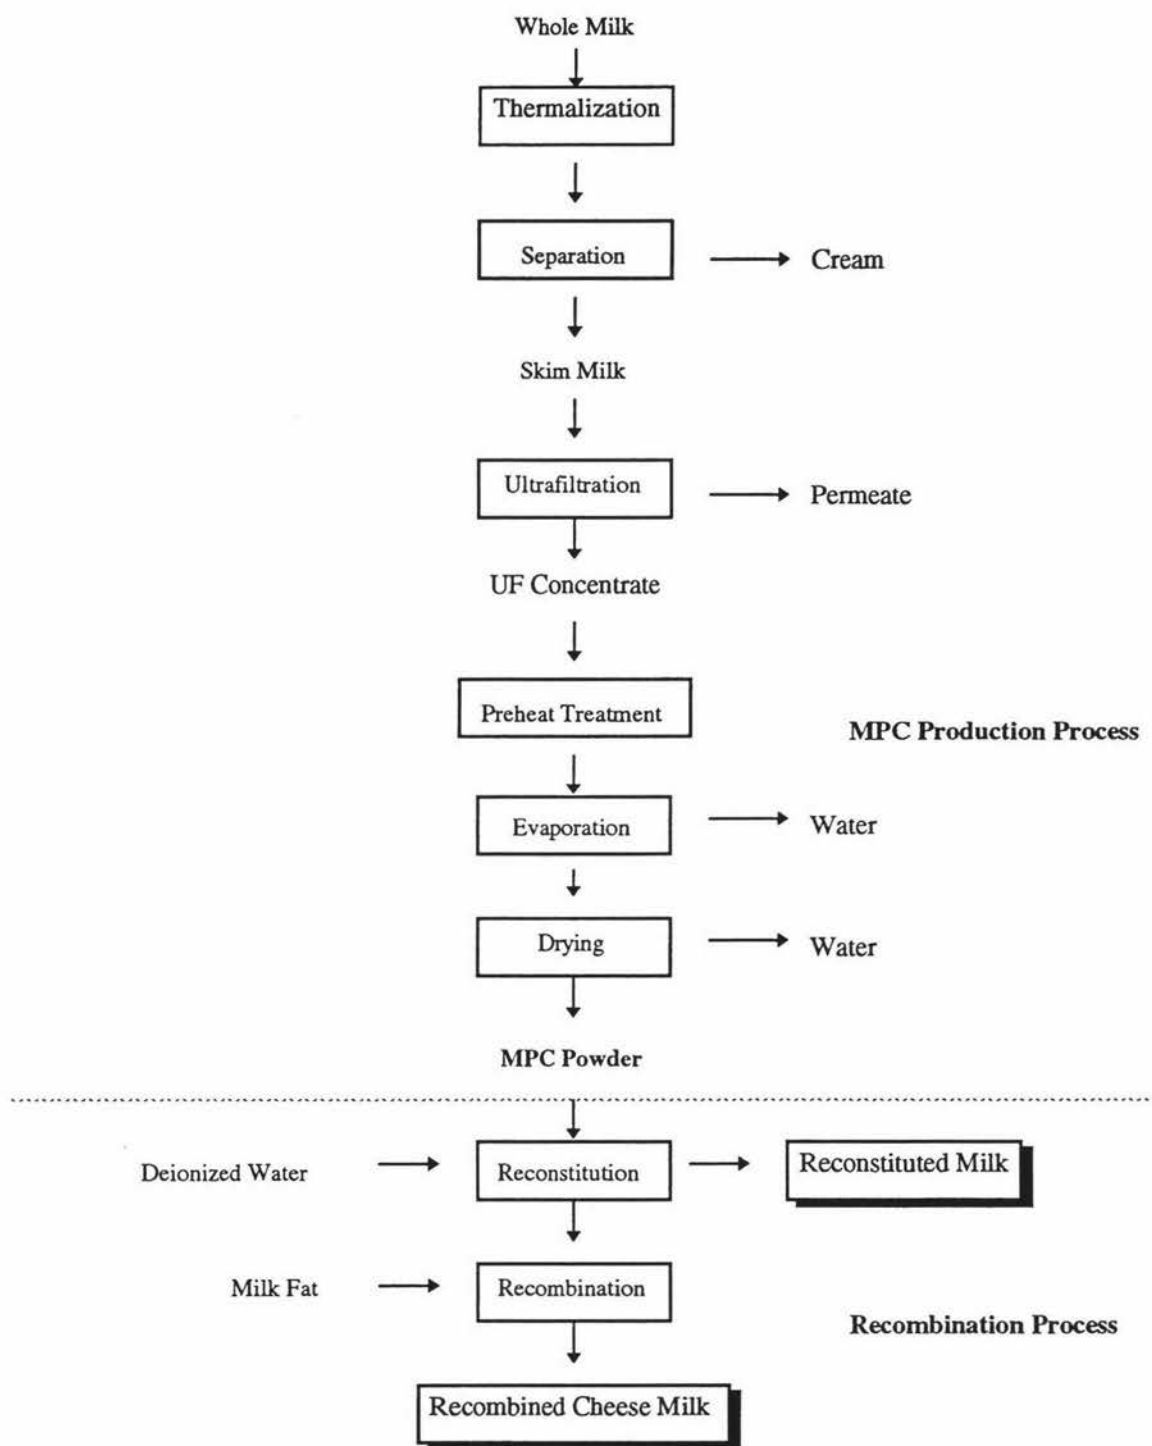 Whole Milk
Thermalization
Separation
Cream
Skim Milk
Ultrafiltration
Permeate
UF Concentrate
Preheat Treatment
MPC Production Process
Evaporation
Water
Drying
Water
MPC Powder
Deionized Water
Reconstitution
Reconstituted Milk
Milk Fat
Recombination
Recombination Process
Recombined Cheese Milk